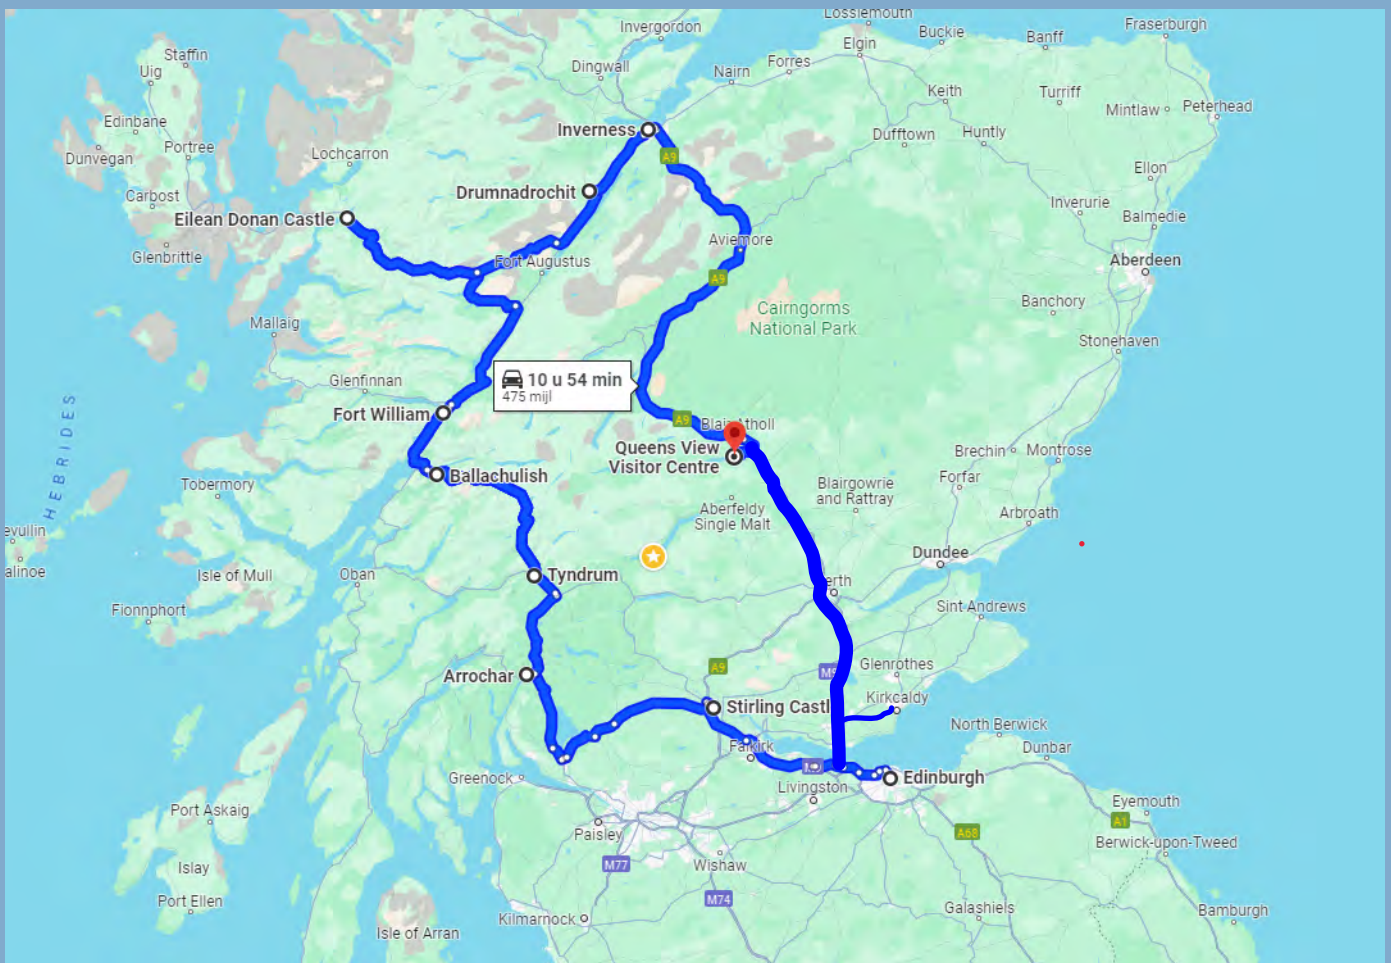 Lossiemouth
Fraserburgh
Invergordon
Buckie
Banff
Elgin
Staffin
Uig
Dingwall
Forres
Nairn
Keith
Turriff
Mintlaw
Peterhead
Edinbane
Inverness
Dufftown
Huntly
Portree
Dunvegan
Lochcarron
A9
Ellon
Drumnadrochit
Carbost
Inverurie
Balmedie
Eilean Donan Castle
Aviemore
Glenbrittle
Fort Augustus
Aberdeen
A9
Banchory
Cairngorms
National Park
Mallaig
Stonehaven
Glenfinnan
10 u 54 min
475 mijl
HEBRIDES
Fort William
A9
Blair Atholl
Queens View
Visitor Centre
Brechin
Montrose
Ballachulish
Forfar
Tobermory
Blairgowrie
and Rattray
Aberfeldy
Single Malt
Arbroath
evullin
Dundee
alinoe
Isle of Mull
Oban
Tyndrum
erth
Fionnphort
Sint Andrews
A9
M9
Glenrothes
Arrochar
Kirkcaldy
Stirling Castl
North Berwick
Falkirk
Dunbar
Greenock
Livingston
Edinburgh
Port Askaig
Eyemouth
A1
Paisley
A68
Berwick-upon-Tweed
Islay
M77
Wishaw
Port Ellen
M74
Galashiels
Bamburgh
Kilmarnock
Isle of Arran